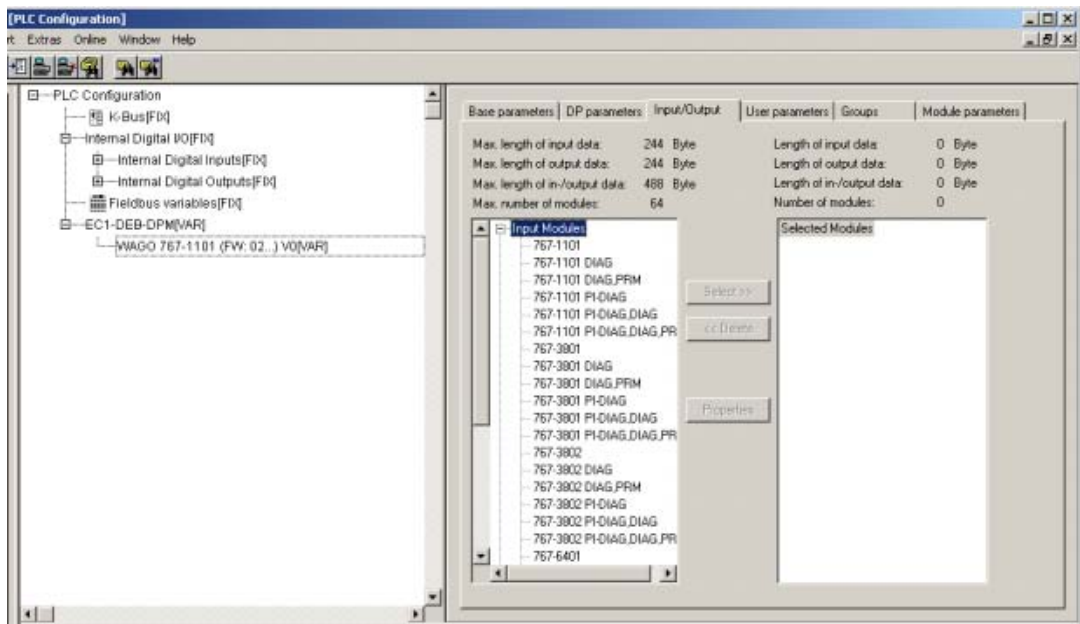 [PLC Configuration]
rt Extras Online Window Help
PLC Configuration
K-Bus[FIX]
Internal Digital I/O[FIX]
Internal Digital Inputs[FIX]
Internal Digital Outputs[FIX]
Fieldbus variables[FIX]
EC1-DEB-DPM[VAR]
WAGO 767-1101 (FW: 02...) V0[VAR]
Base parameters DP parameters Input/Output User parameters Groups Module parameters
Max. length of input data: 244 Byte Length of input data: 0 Byte
Max. length of output data: 244 Byte Length of output data: 0 Byte
Max. length of in-/output data: 488 Byte Length of in-/output data: 0 Byte
Max. number of modules: 64 Number of modules: 0
Input Modules
767-1101
767-1101 DIAG
767-1101 DIAG,PRM
767-1101 PI-DIAG
767-1101 PI-DIAG,DIAG
767-1101 PI-DIAG,DIAG,PR
767-3801
767-3801 DIAG
767-3801 DIAG,PRM
767-3801 PI-DIAG
767-3801 PI-DIAG,DIAG
767-3801 PI-DIAG,DIAG,PR
767-3802
767-3802 DIAG
767-3802 DIAG,PRM
767-3802 PI-DIAG
767-3802 PI-DIAG,DIAG
767-3802 PI-DIAG,DIAG,PR
767-6401
Select >>
<< Delete
Properties
Selected Modules